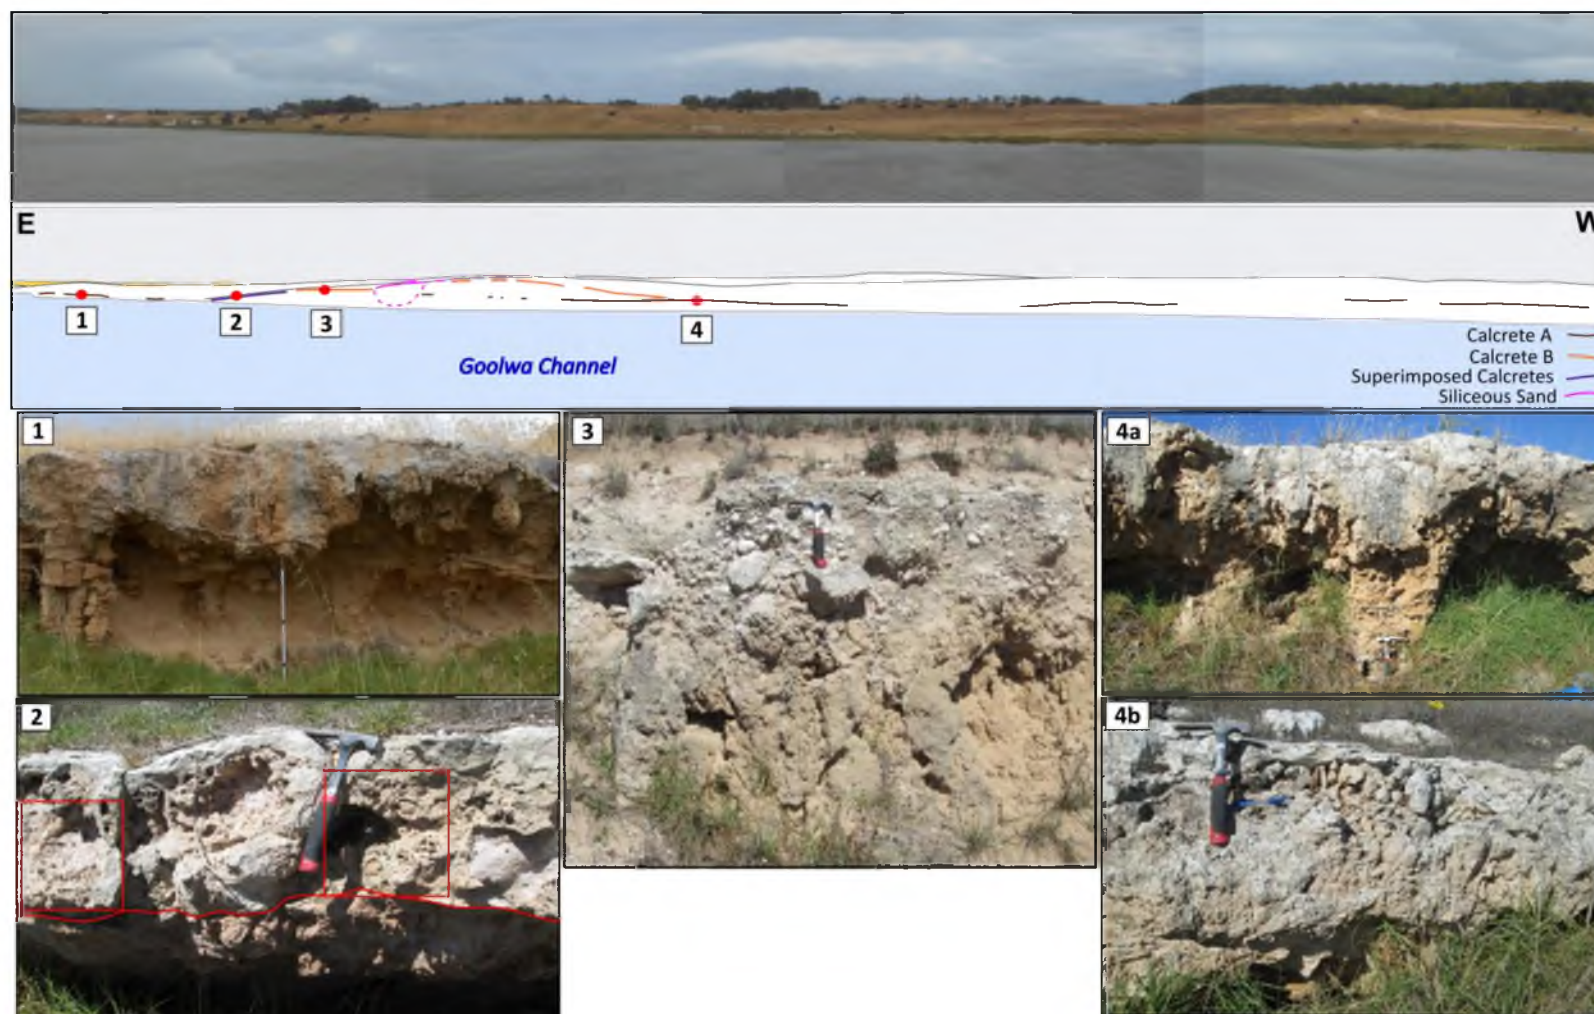 E
W
1
2
3
4
Goolwa Channel
Calcrete A
Calcrete B
Superimposed Calcretes
Siliceous Sand
1
3
4a
2
4b